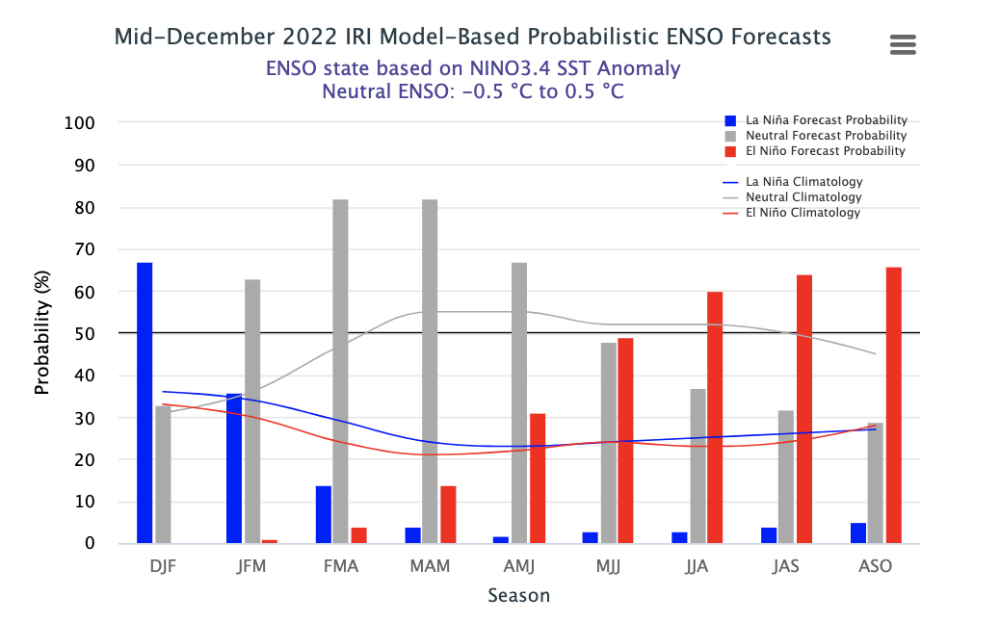 Mid-December 2022 IRI Model-Based Probabilistic ENSO Forecasts
ENSO state based on NINO3.4 SST Anomaly
Neutral ENSO: -0.5 °C to 0.5 °C
La Niña Forecast Probability
Neutral Forecast Probability
El Niño Forecast Probability
La Niña Climatology
Neutral Climatology
El Niño Climatology
Probability (%)
100
90
80
70
60
50
40
30
20
10
0
DJF JFM FMA MAM AMJ MJJ JJA JAS ASO
Season